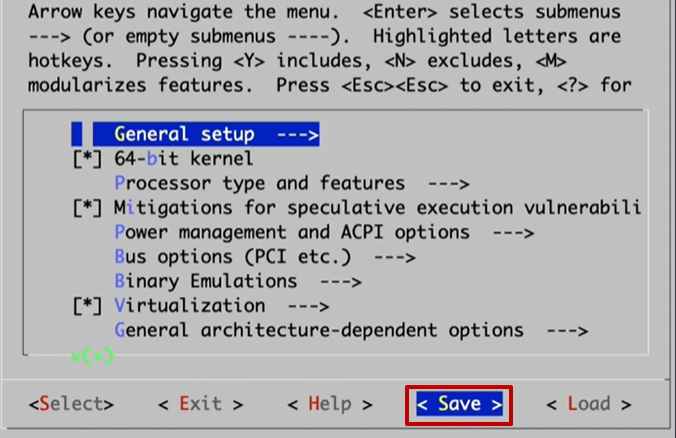 Arrow keys navigate the menu.  <Enter> selects submenus
---> (or empty submenus ----).  Highlighted letters are
hotkeys.  Pressing <Y> includes, <N> excludes, <M>
modularizes features.  Press <Esc><Esc> to exit, <?> for
General setup  --->
[*] 64-bit kernel
Processor type and features  --->
[*] Mitigations for speculative execution vulnerabili
Power management and ACPI options  --->
Bus options (PCI etc.)  --->
Binary Emulations  --->
[*] Virtualization  --->
General architecture-dependent options  --->
v(+)
<Select>    < Exit >    < Help >    < Save >    < Load >